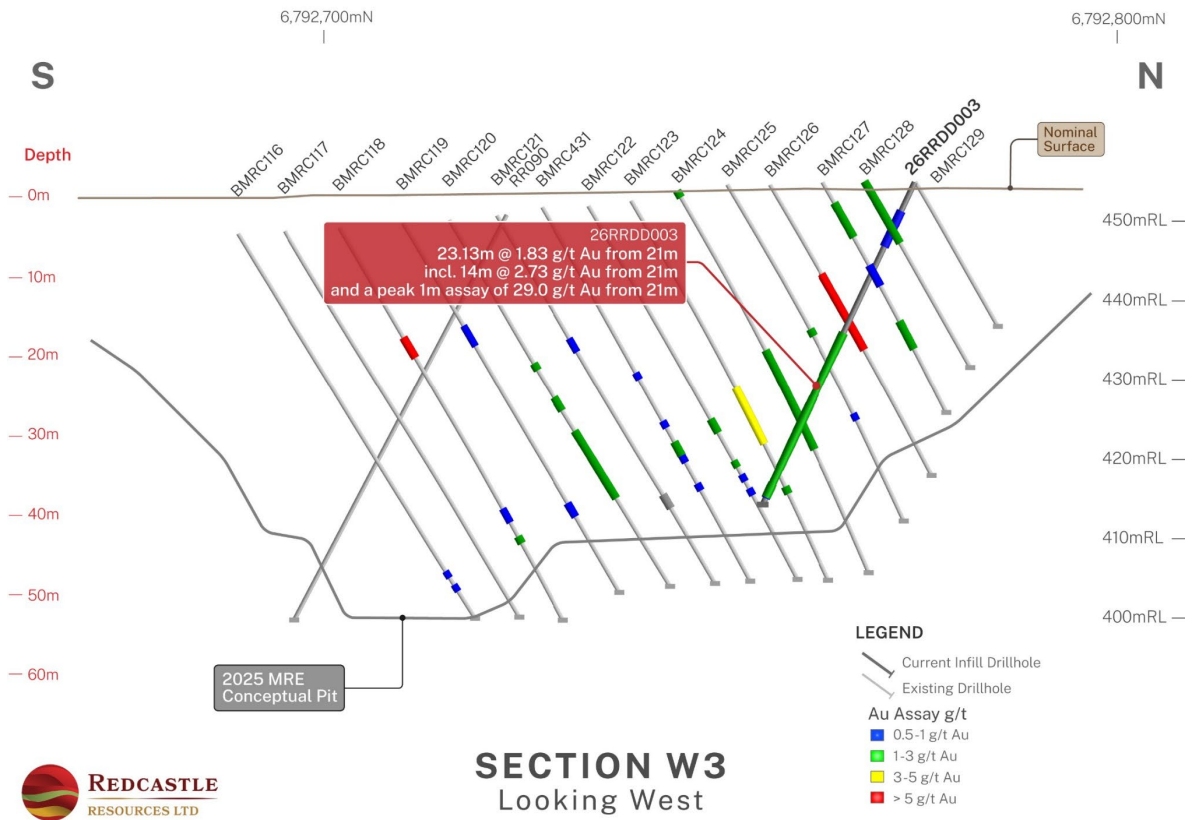 6,792,700mN
6,792,800mN
S
N
Depth
BMRC116
BMRC117
BMRC118
BMRC119
BMRC120
BMRC121
RR090
BMRC431
BMRC122
BMRC123
BMRC124
BMRC125
BMRC126
BMRC127
BMRC128
26RRDD003
BMRC129
Nominal
Surface
0m
10m
20m
30m
40m
50m
60m
450mRL
440mRL
430mRL
420mRL
410mRL
400mRL
26RRDD003
23.13m @ 1.83 g/t Au from 21m
incl. 14m @ 2.73 g/t Au from 21m
and a peak 1m assay of 29.0 g/t Au from 21m
2025 MRE
Conceptual Pit
LEGEND
Current Infill Drillhole
Existing Drillhole
Au Assay g/t
0.5-1 g/t Au
1-3 g/t Au
3-5 g/t Au
> 5 g/t Au
SECTION W3
Looking West
REDCASTLE
RESOURCES LTD